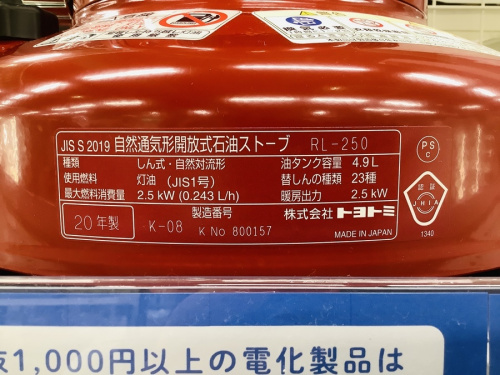 JIS S 2019 自然通気形開放式石油ストーブ RL-250
種類 しん式・自然対流形 油タンク容量 4.9L
使用燃料 灯油（JIS1号） 替しんの種類 23種
最大燃料消費量 2.5 kW (0.243 L/h) 暖房出力 2.5 kW
20年製 K-08 製造番号 K No 800157 株式会社トヨトミ
MADE IN JAPAN
PS
C
認証
JHIA
1340
抜1,000円以上の電化製品は